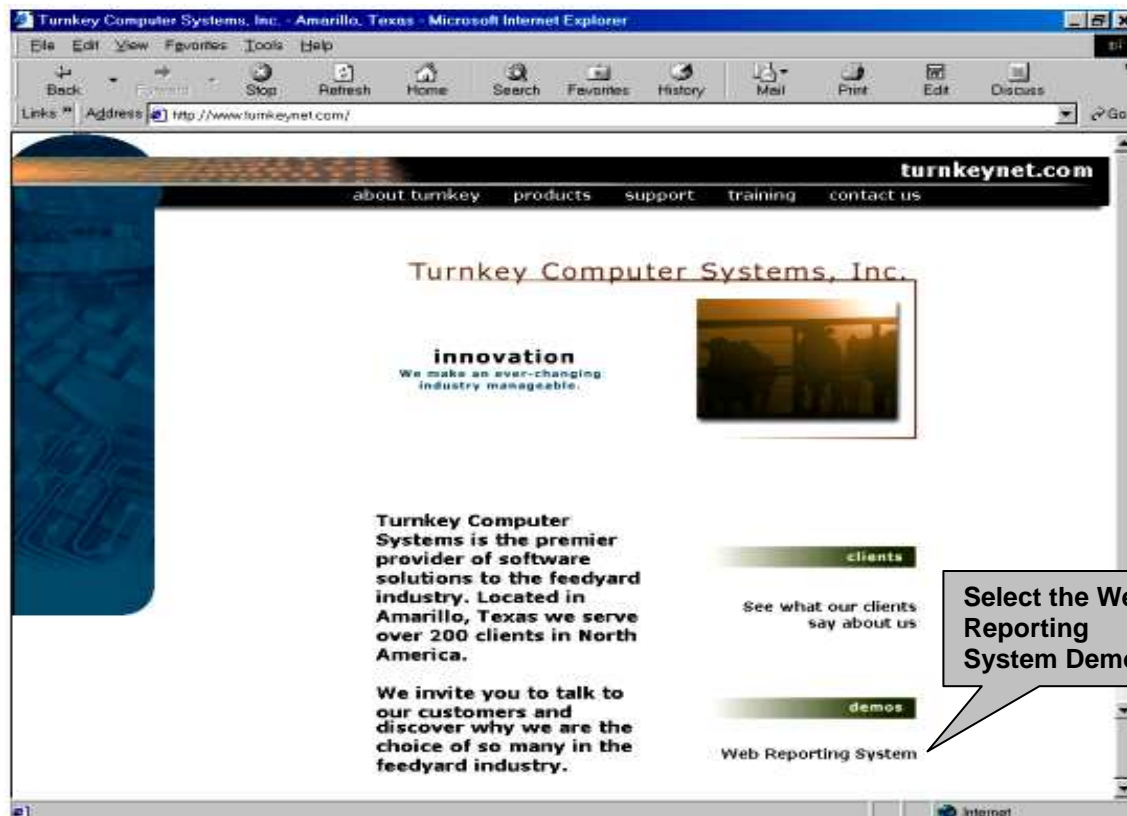 Turnkey Computer Systems, Inc. - Amarillo, Texas - Microsoft Internet Explorer
File Edit View Favorites Tools Help
Back Forward Stop Refresh Home Search Favorites History Mail Print Edit Discuss
Links » Address http://www.turnkeynet.com/ Go
turnkeynet.com
about turnkey products support training contact us
Turnkey Computer Systems, Inc.
innovation
We make an ever-changing
industry manageable.
Turnkey Computer
Systems is the premier
provider of software
solutions to the feedyard
industry. Located in
Amarillo, Texas we serve
over 200 clients in North
America.
We invite you to talk to
our customers and
discover why we are the
choice of so many in the
feedyard industry.
clients
See what our clients
say about us
demos
Web Reporting System
Select the We
Reporting
System Demo
Internet